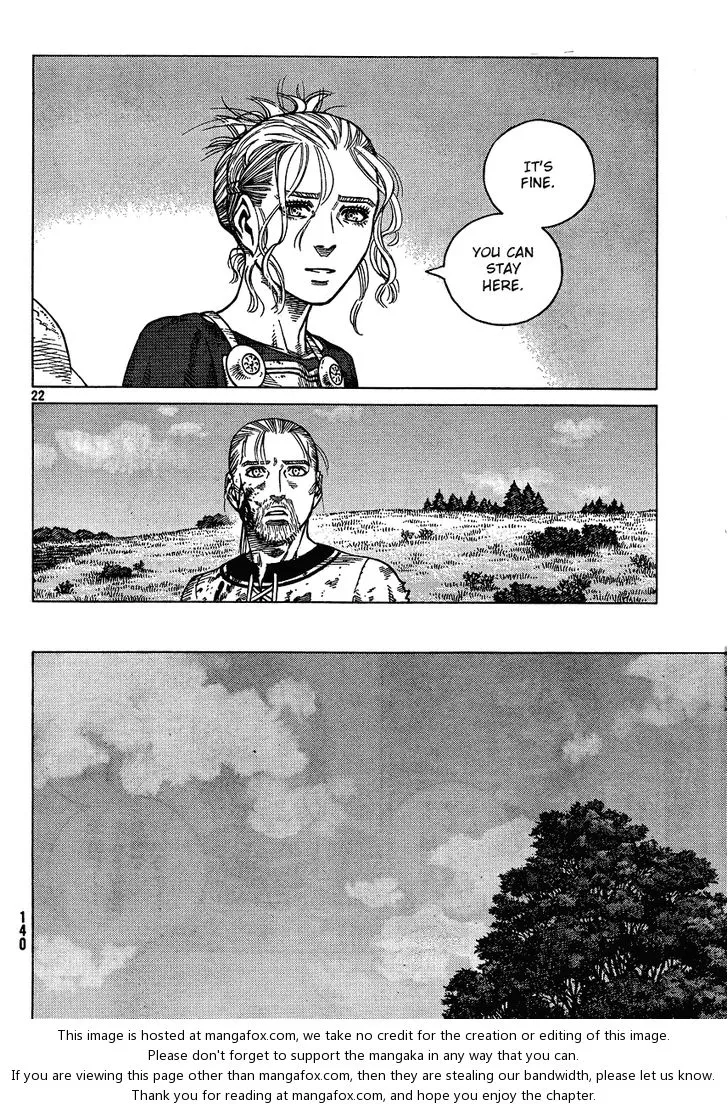 IT'S
FINE.
YOU CAN
STAY
HERE.
22
140
This image is hosted at mangafox.com, we take no credit for the creation or editing of this image.
Please don't forget to support the mangaka in any way that you can.
If you are viewing this page other than mangafox.com, then they are stealing our bandwidth, please let us know.
Thank you for reading at mangafox.com, and hope you enjoy the chapter.